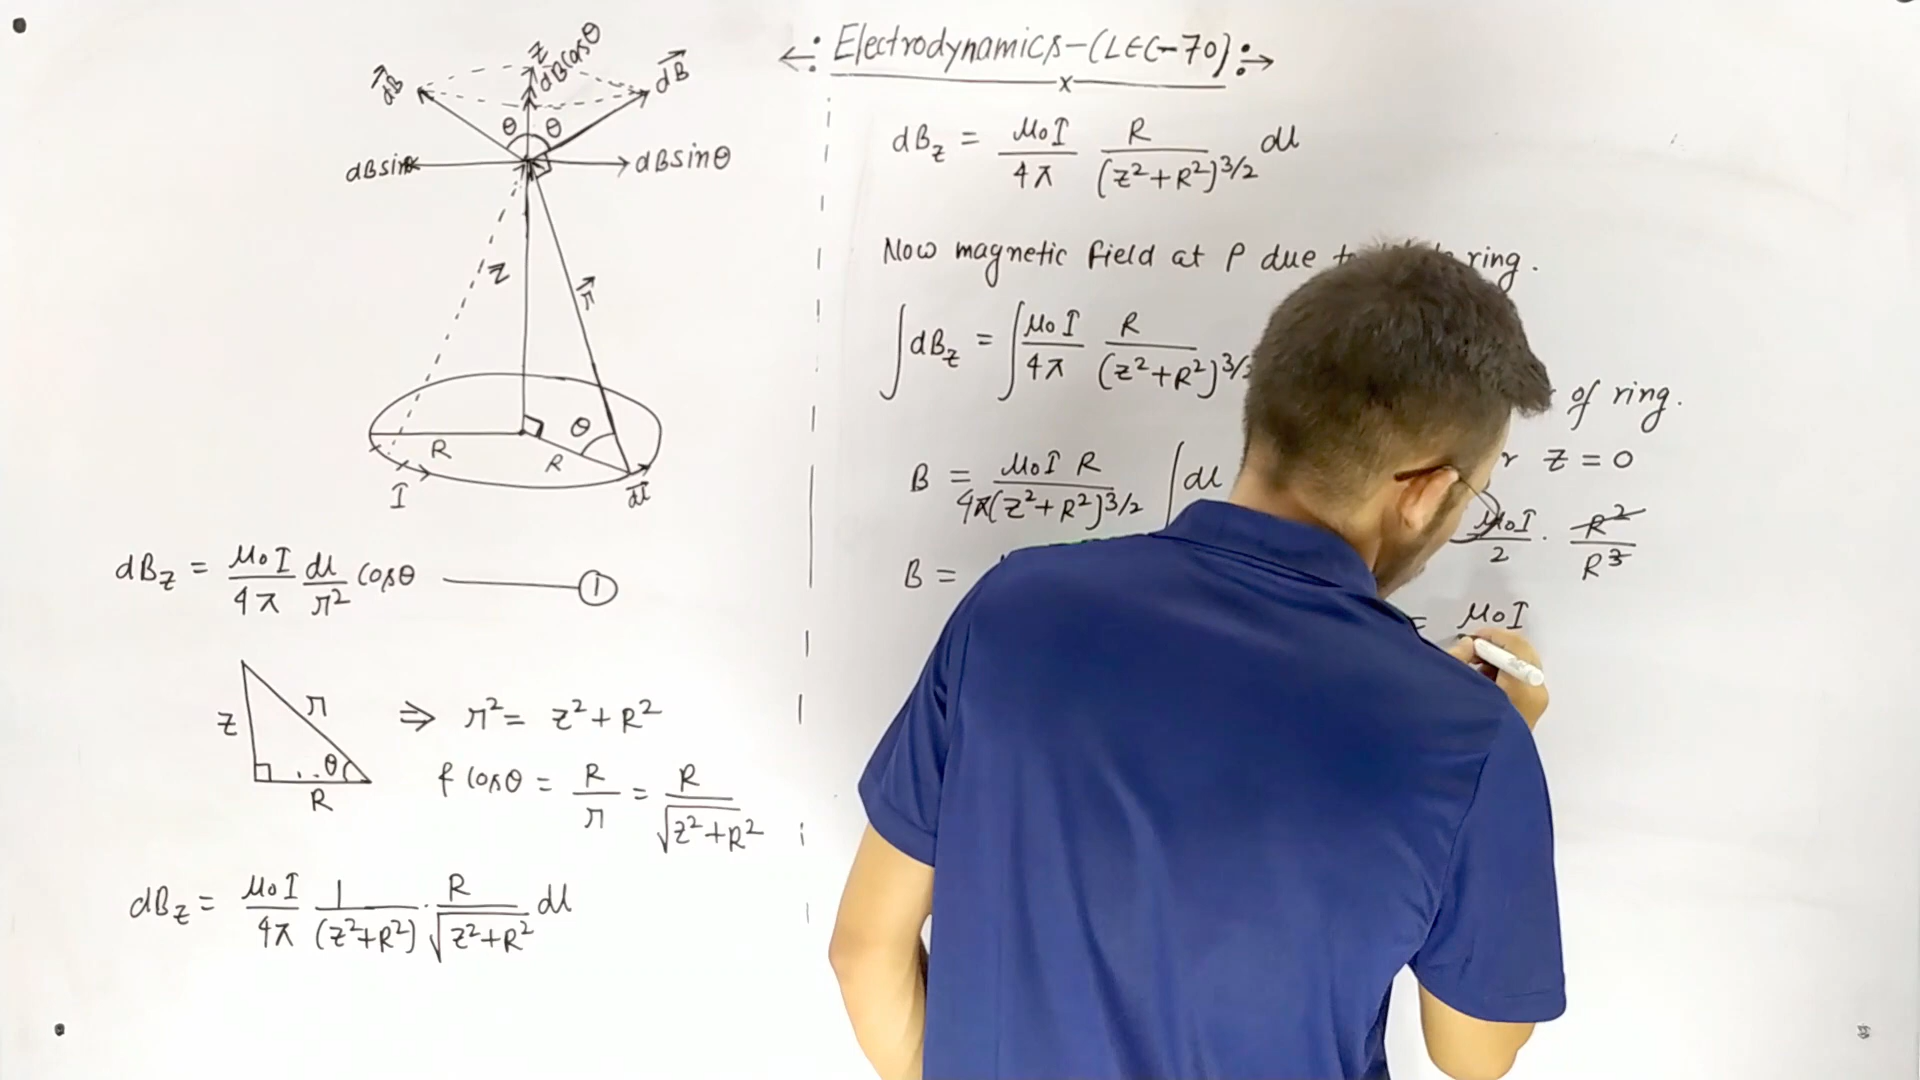 ←: Electrodynamics-(LEC-70):→
x
Z
dBcosθ
dB
dB
θ θ
dBsinθ
dBsinθ
Z
r
θ
R
R
I
dl
dB_z = μ₀I/4π dl/r² cosθ —— ①
Z
r
θ
R
⇒ r² = z²+R²
f cosθ = R/r = R/√(z²+R²)
dB_z = μ₀I/4π 1/(z²+R²) · R/√(z²+R²) dl
dB_z = μ₀I/4π R/(z²+R²)^3/2 dl
Now magnetic field at P due ring.
∫dB_z = ∫μ₀I/4π R/(z²+R²)^3/2
B = μ₀I R/4π(z²+R²)^3/2 ∫dl
B =
of ring.
z = 0
μ₀I/2 · R²/R³
= μ₀I